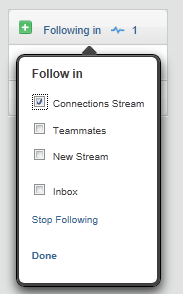 Following in 1
Follow in
Connections Stream
Teammates
New Stream
Inbox
Stop Following
Done